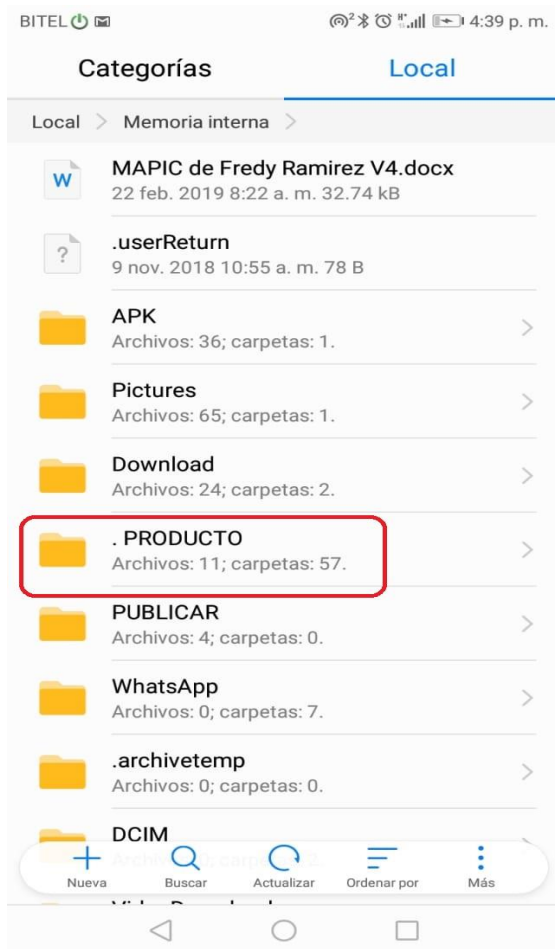 BITEL 4:39 p. m.
Categorías Local
Local > Memoria interna >
W
MAPIC de Fredy Ramirez V4.docx
22 feb. 2019 8:22 a. m. 32.74 kB
?
.userReturn
9 nov. 2018 10:55 a. m. 78 B
APK
Archivos: 36; carpetas: 1.
Pictures
Archivos: 65; carpetas: 1.
Download
Archivos: 24; carpetas: 2.
. PRODUCTO
Archivos: 11; carpetas: 57.
PUBLICAR
Archivos: 4; carpetas: 0.
WhatsApp
Archivos: 0; carpetas: 7.
.archivetemp
Archivos: 0; carpetas: 0.
DCIM
Nueva Buscar Actualizar Ordenar por Más